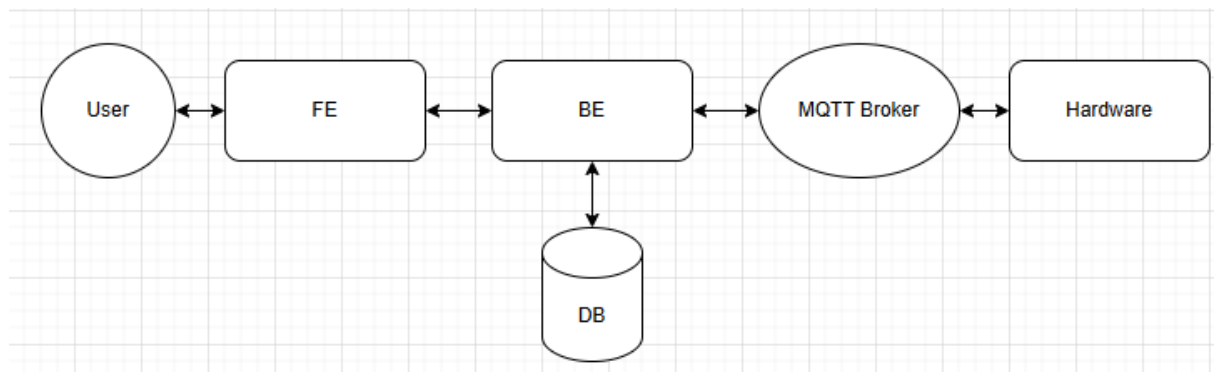 User
FE
BE
MQTT Broker
Hardware
DB